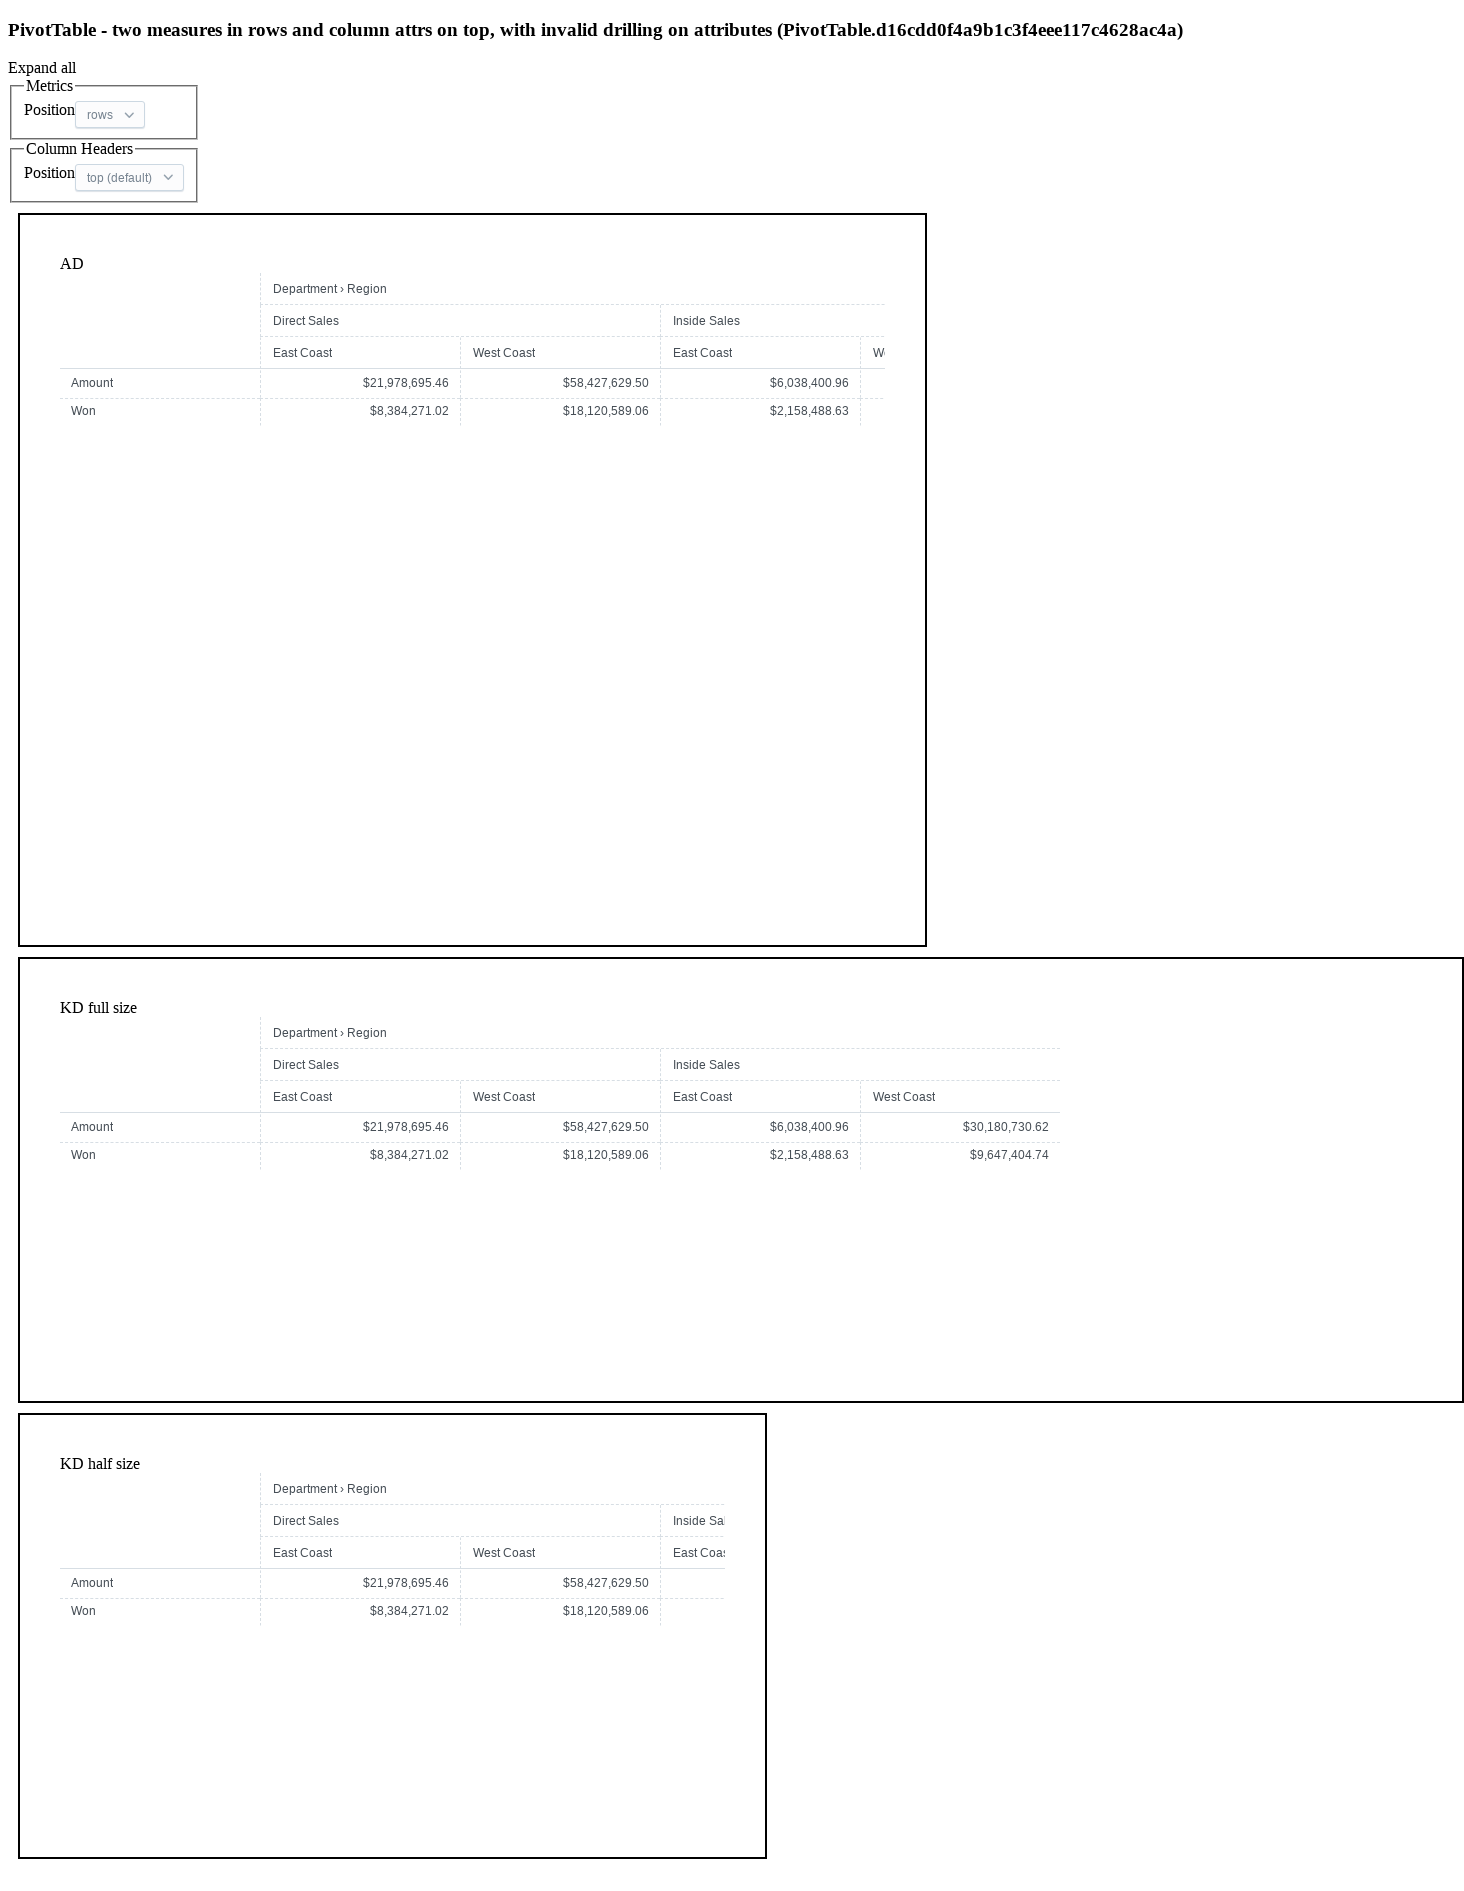 PivotTable - two measures in rows and column attrs on top, with invalid drilling on attributes (PivotTable.d16cdd0f4a9b1c3f4eee117c4628ac4a)
Expand all
Metrics
Position rows
Column Headers
Position top (default)
AD
Department › Region
Direct Sales Inside Sales
East Coast West Coast East Coast
Amount $21,978,695.46 $58,427,629.50 $6,038,400.96
Won $8,384,271.02 $18,120,589.06 $2,158,488.63
KD full size
Department › Region
Direct Sales Inside Sales
East Coast West Coast East Coast West Coast
Amount $21,978,695.46 $58,427,629.50 $6,038,400.96 $30,180,730.62
Won $8,384,271.02 $18,120,589.06 $2,158,488.63 $9,647,404.74
KD half size
Department › Region
Direct Sales Inside Sal
East Coast West Coast East Coas
Amount $21,978,695.46 $58,427,629.50
Won $8,384,271.02 $18,120,589.06